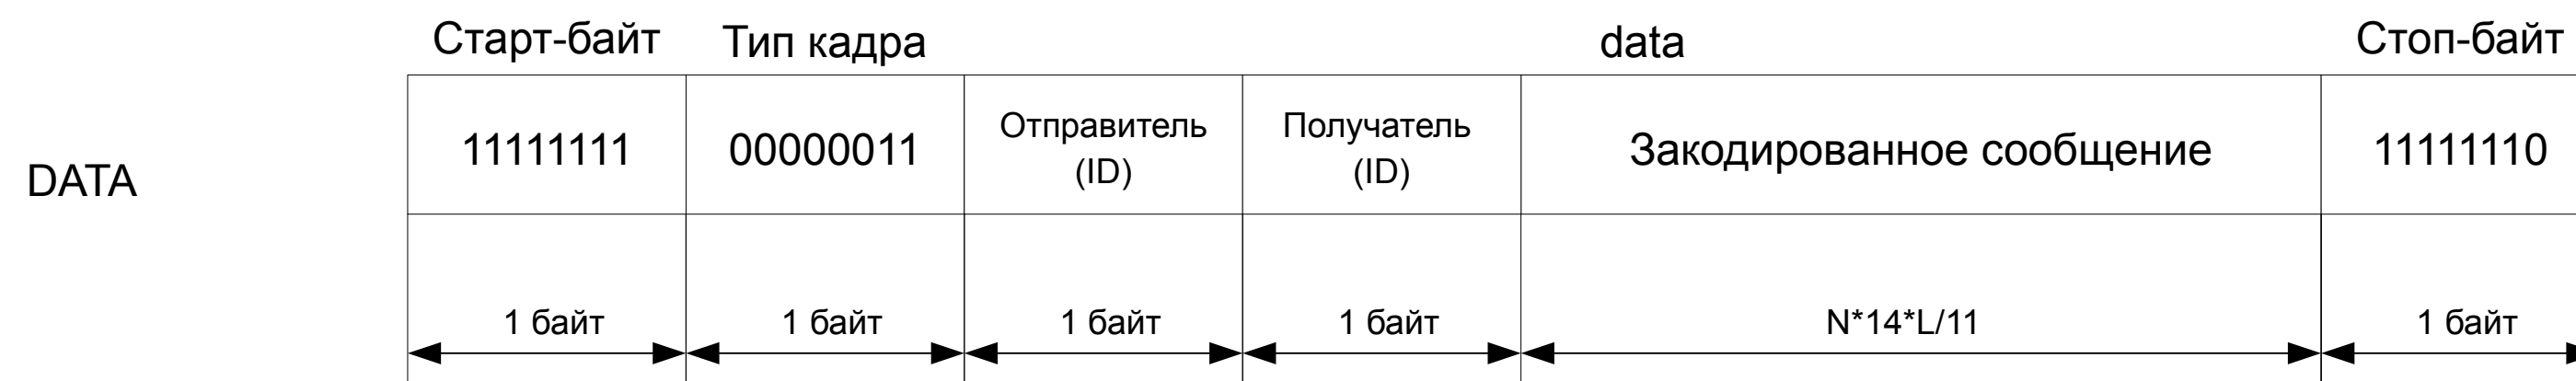 Старт-байт Тип кадра data Стоп-байт
DATA
11111111 00000011 Отправитель Получатель Закодированное сообщение 11111110
(ID) (ID)
1 байт 1 байт 1 байт 1 байт N*14*L/11 1 байт